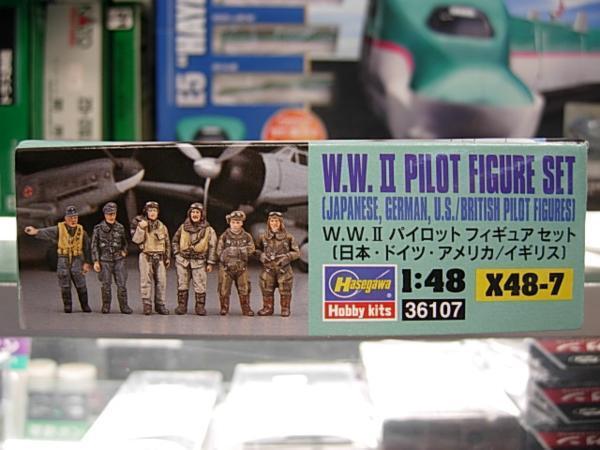 E5 "HAY
W.W. II PILOT FIGURE SET
(JAPANESE, GERMAN, U.S./BRITISH PILOT FIGURES)
W.W. II パイロット フィギュア セット
(日本・ドイツ・アメリカ/イギリス)
Hasegawa
Hobby kits
1:48
36107
X48-7